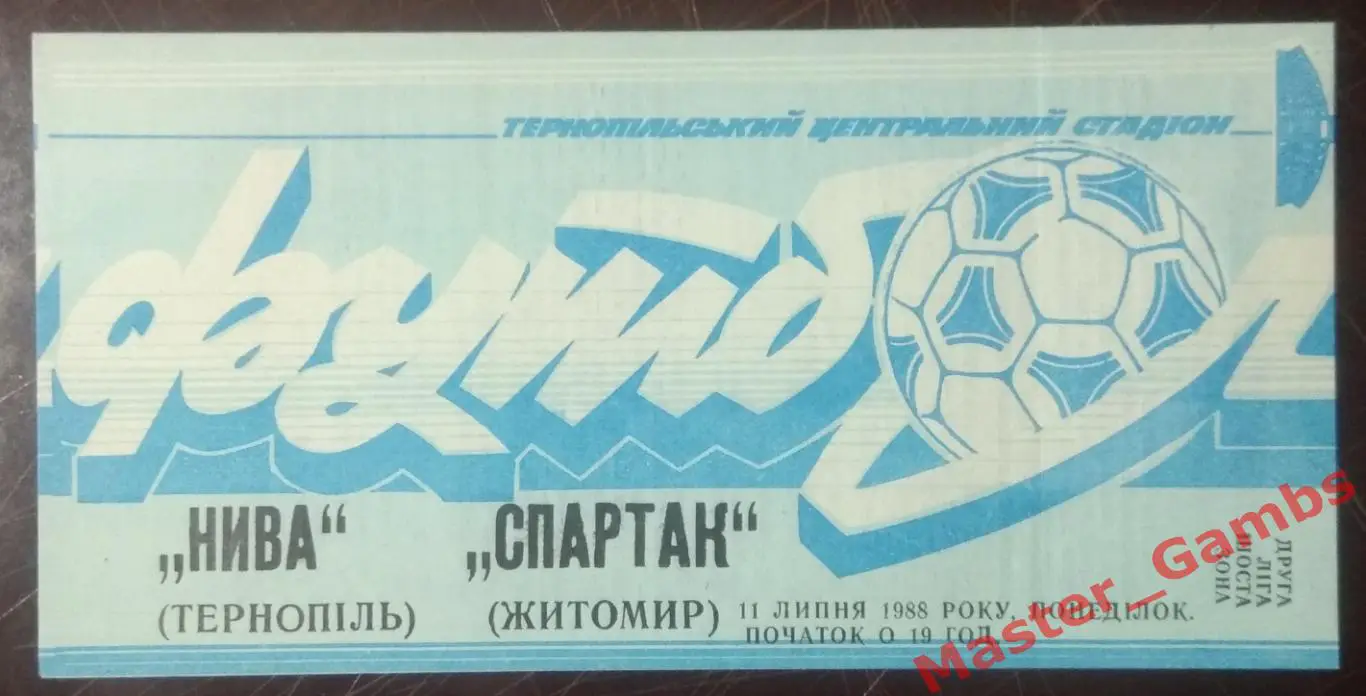 ТЕРНОПІЛЬСЬКИЙ ЦЕНТРАЛЬНИЙ СТАДІОН
футбол
„НИВА“ „СПАРТАК“
(ТЕРНОПІЛЬ) (ЖИТОМИР)
11 ЛИПНЯ 1988 РОКУ. ПОНЕДІЛОК.
ПОЧАТОК О 19 ГОД.
ДРУГА
ЛІГА
ШОСТА
ЗОНА
Master_Gambs